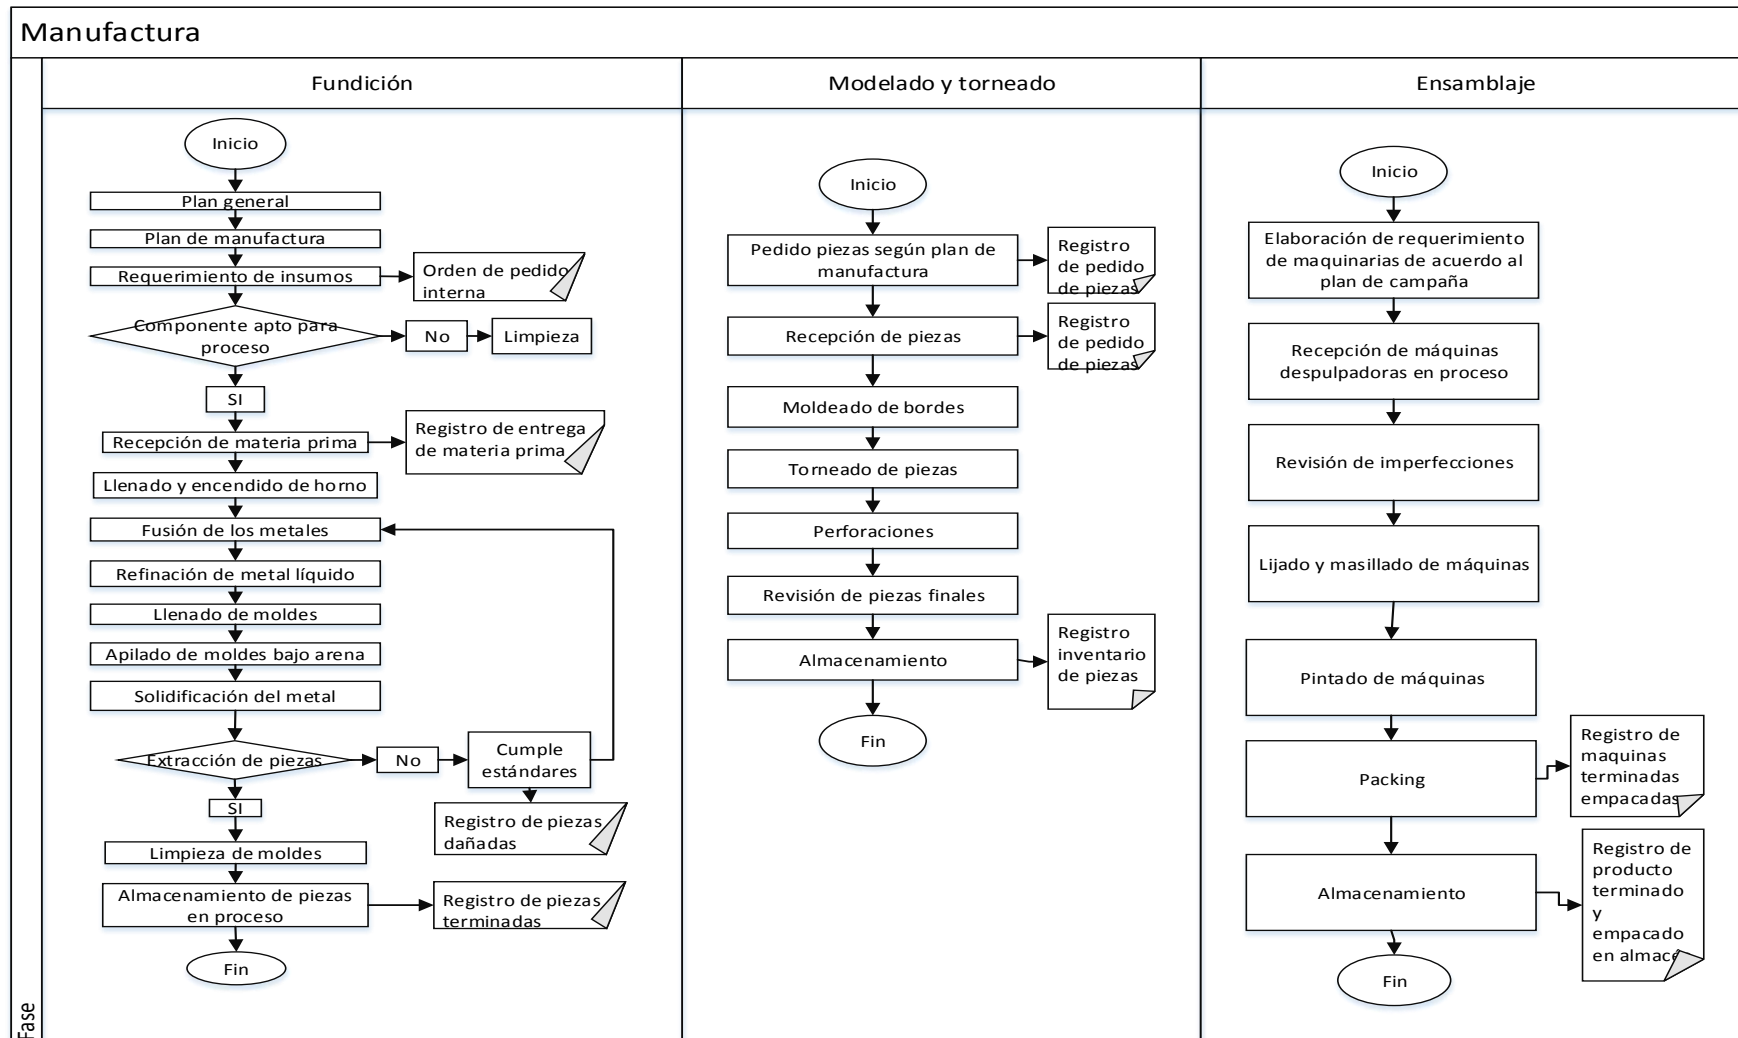 Manufactura
Fase
Fundición
Inicio
Plan general
Plan de manufactura
Requerimiento de insumos
Orden de pedido
interna
Componente apto para
proceso
No
Limpieza
SI
Recepción de materia prima
Registro de entrega
de materia prima
Llenado y encendido de horno
Fusión de los metales
Refinación de metal líquido
Llenado de moldes
Apilado de moldes bajo arena
Solidificación del metal
Extracción de piezas
No
Cumple
estándares
Registro de piezas
dañadas
SI
Limpieza de moldes
Almacenamiento de piezas
en proceso
Registro de piezas
terminadas
Fin
Modelado y torneado
Inicio
Pedido piezas según plan de
manufactura
Registro
de pedido
de piezas
Recepción de piezas
Registro
de pedido
de piezas
Moldeado de bordes
Torneado de piezas
Perforaciones
Revisión de piezas finales
Almacenamiento
Registro
inventario
de piezas
Fin
Ensamblaje
Inicio
Elaboración de requerimiento
de maquinarias de acuerdo al
plan de campaña
Recepción de máquinas
despulpadoras en proceso
Revisión de imperfecciones
Lijado y masillado de máquinas
Pintado de máquinas
Packing
Registro de
maquinas
terminadas
empacadas
Almacenamiento
Registro de
producto
terminado
y
empacado
en
Fin